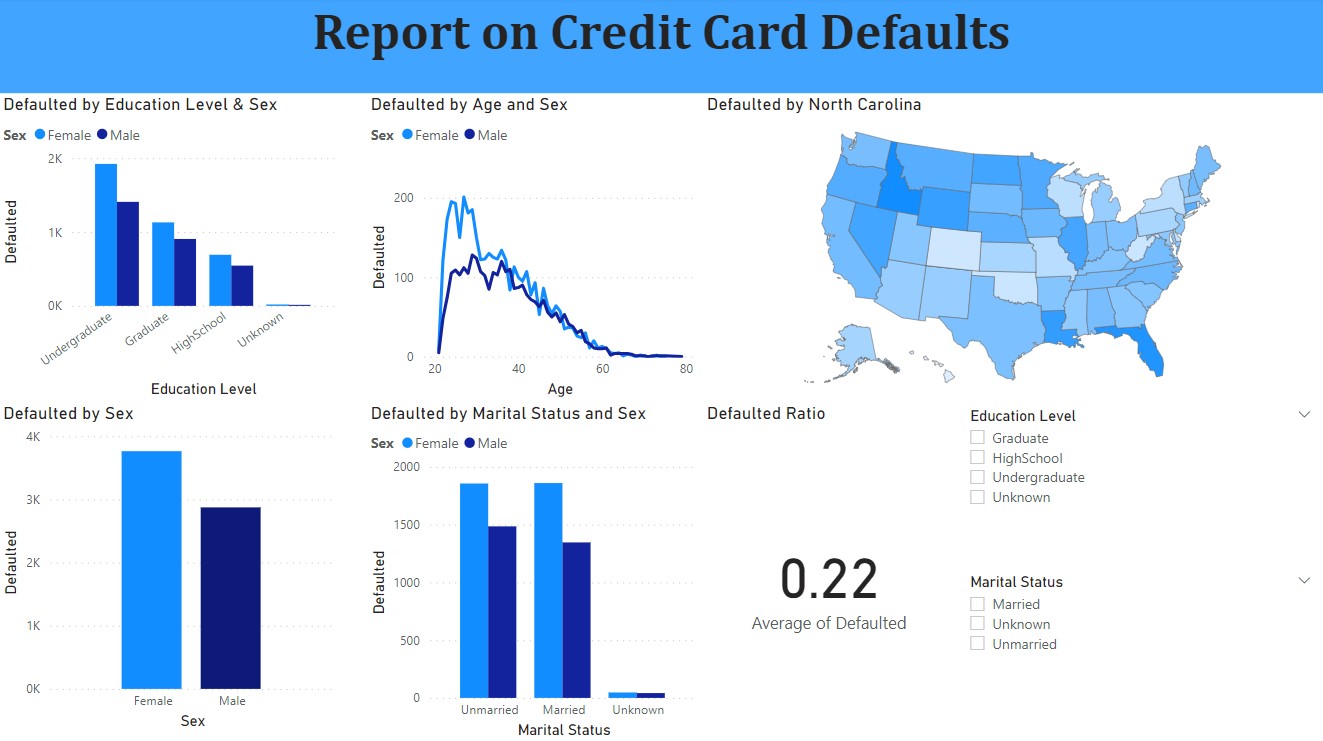 Report on Credit Card Defaults
Defaulted by Education Level & Sex
Sex Female Male
2K
1K
0K
Defaulted
Undergraduate
Graduate
HighSchool
Unknown
Education Level
Defaulted by Age and Sex
Sex Female Male
200
100
0
Defaulted
20 40 60 80
Age
Defaulted by North Carolina
Defaulted by Sex
4K
3K
2K
1K
0K
Defaulted
Female Male
Sex
Defaulted by Marital Status and Sex
Sex Female Male
2000
1500
1000
500
0
Defaulted
Unmarried Married Unknown
Marital Status
Defaulted Ratio
0.22
Average of Defaulted
Education Level
Graduate
HighSchool
Undergraduate
Unknown
Marital Status
Married
Unknown
Unmarried